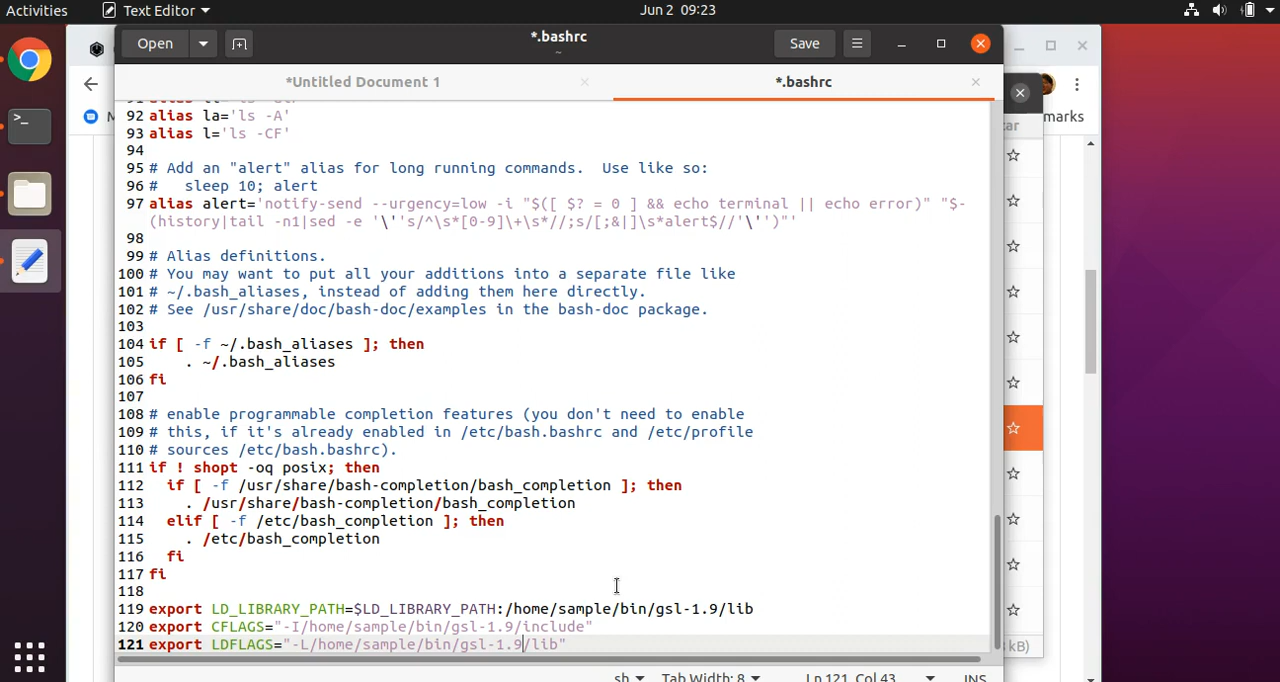 Activities Text Editor Jun 2 09:23
Open *.bashrc Save
~
*Untitled Document 1 *.bashrc
92 alias la='ls -A'
93 alias l='ls -CF'
94
95 # Add an "alert" alias for long running commands.  Use like so:
96 #   sleep 10; alert
97 alias alert='notify-send --urgency=low -i "$([ $? = 0 ] && echo terminal || echo error)" "$-
(history|tail -n1|sed -e '\''s/^\s*[0-9]\+\s*//;s/[;&|]\s*alert$//'\'')"'
98
99 # Alias definitions.
100 # You may want to put all your additions into a separate file like
101 # ~/.bash_aliases, instead of adding them here directly.
102 # See /usr/share/doc/bash-doc/examples in the bash-doc package.
103
104 if [ -f ~/.bash_aliases ]; then
105     . ~/.bash_aliases
106 fi
107
108 # enable programmable completion features (you don't need to enable
109 # this, if it's already enabled in /etc/bash.bashrc and /etc/profile
110 # sources /etc/bash.bashrc).
111 if ! shopt -oq posix; then
112   if [ -f /usr/share/bash-completion/bash_completion ]; then
113     . /usr/share/bash-completion/bash_completion
114   elif [ -f /etc/bash_completion ]; then
115     . /etc/bash_completion
116   fi
117 fi
118
119 export LD_LIBRARY_PATH=$LD_LIBRARY_PATH:/home/sample/bin/gsl-1.9/lib
120 export CFLAGS="-I/home/sample/bin/gsl-1.9/include"
121 export LDFLAGS="-L/home/sample/bin/gsl-1.9/lib"
sh Tab Width: 8 Ln 121, Col 43 INS
M
marks
tar
kB)